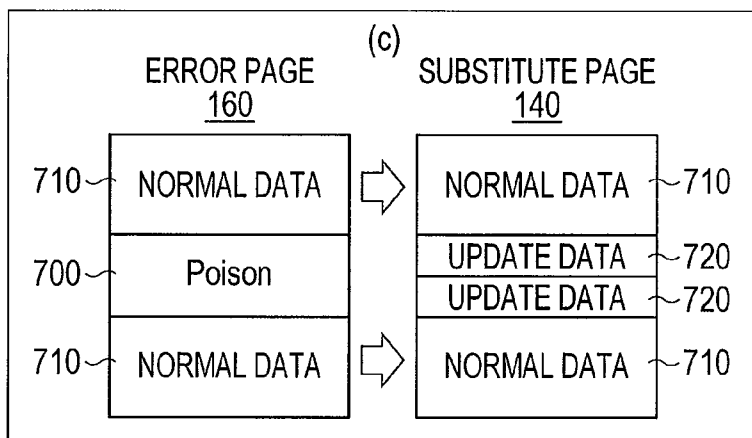 (c)
ERROR PAGE SUBSTITUTE PAGE
160 140
710 NORMAL DATA NORMAL DATA 710
700 Poison UPDATE DATA 720
UPDATE DATA 720
710 NORMAL DATA NORMAL DATA 710